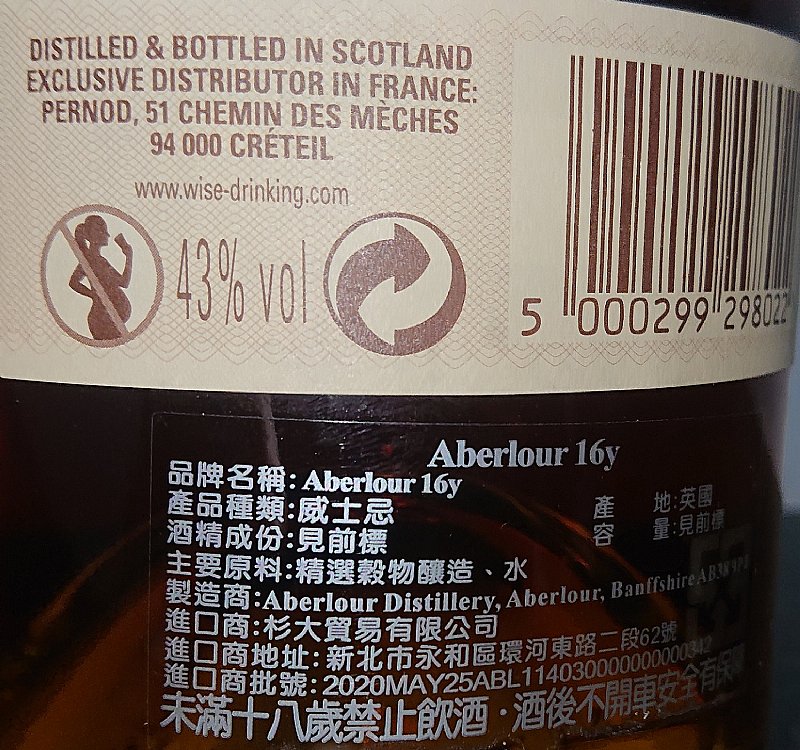 DISTILLED & BOTTLED IN SCOTLAND
EXCLUSIVE DISTRIBUTOR IN FRANCE:
PERNOD, 51 CHEMIN DES MÈCHES
94 000 CRÉTEIL
www.wise-drinking.com
43% vol
5 000299 298022
Aberlour 16y
品牌名稱: Aberlour 16y
產品種類:威士忌 產 地:英國
酒精成份:見前標 容 量:見前標
主要原料:精選穀物釀造、水
製造商:Aberlour Distillery, Aberlour, Banffshire
進口商:杉大貿易有限公司
進口商地址: 新北市永和區環河東路二段62號
進口商批號: 2020MAY25ABL
未滿十八歲禁止飲酒・酒後不開車安全有保障